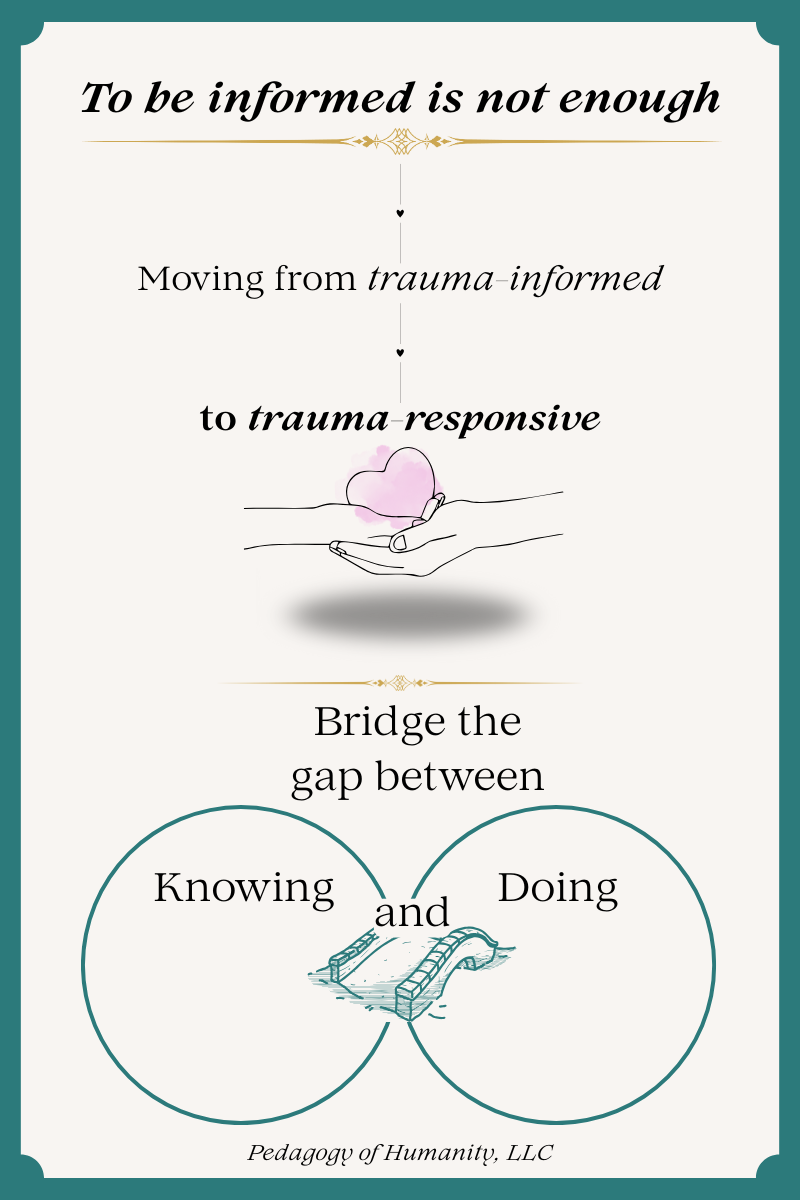 To be informed is not enough
Moving from trauma-informed
to trauma-responsive
Bridge the
gap between
Knowing and Doing
Pedagogy of Humanity, LLC